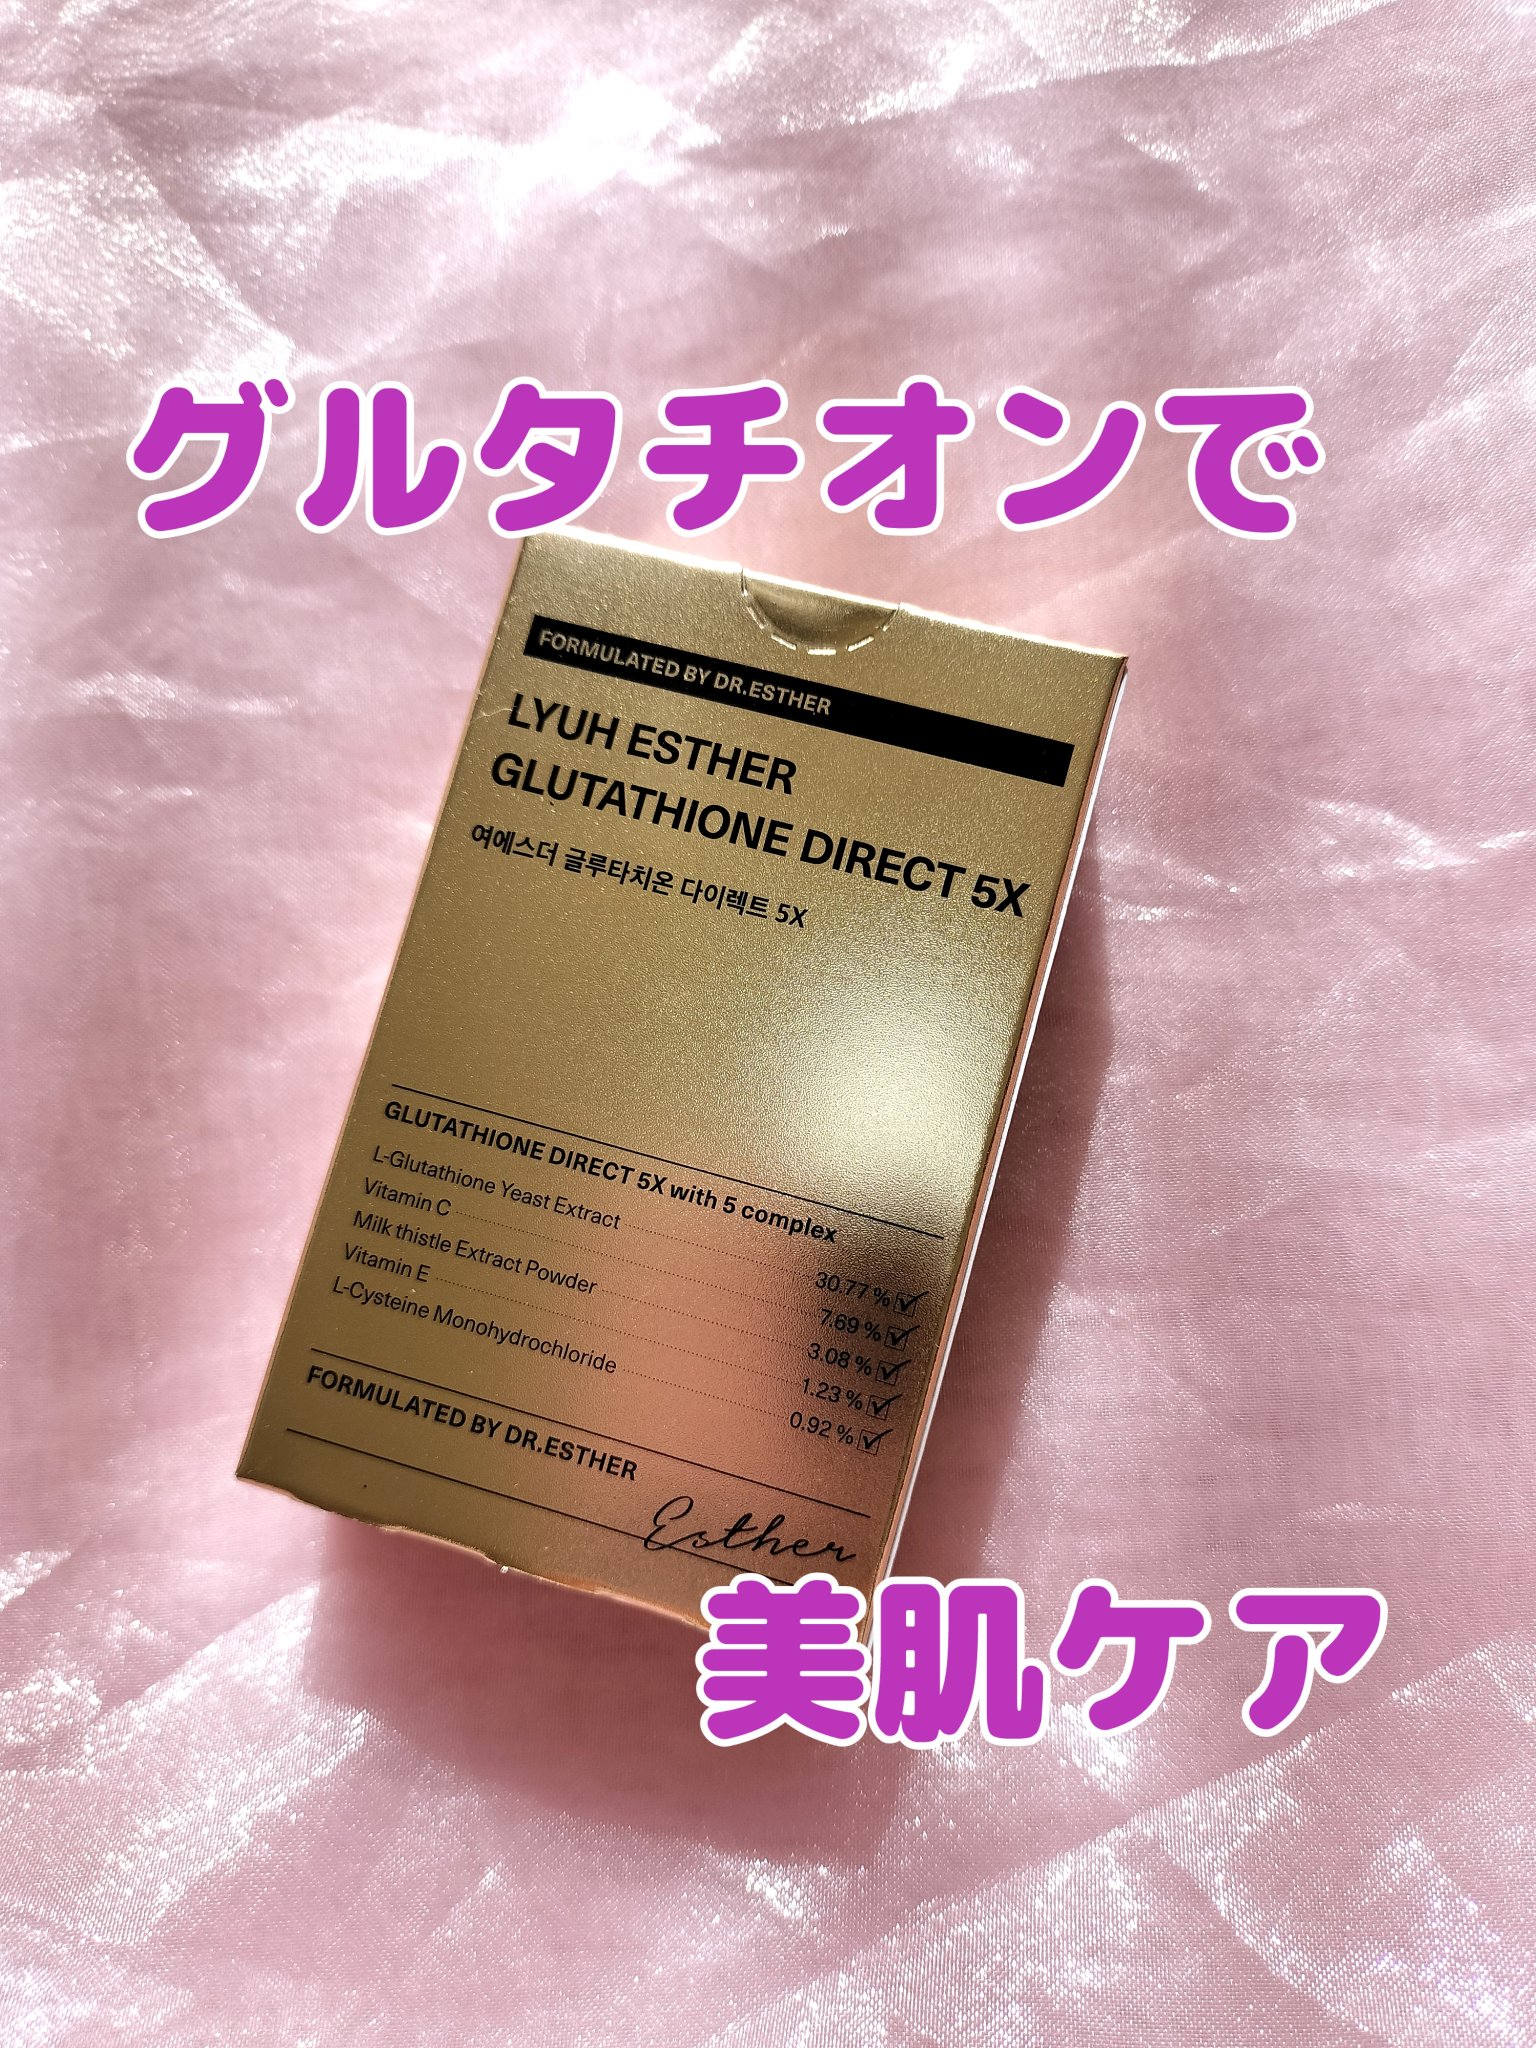 グルタチオンで
FORMULATED BY DR.ESTHER
LYUH ESTHER
GLUTATHIONE DIRECT 5X
여에스더 글루타치온 다이렉트 5X
GLUTATHIONE DIRECT 5X with 5 complex
L-Glutathione Yeast Extract 30.77 %
Vitamin C 7.69 %
Milk thistle Extract Powder 3.08 %
Vitamin E 1.23 %
L-Cysteine Monohydrochloride 0.92 %
FORMULATED BY DR.ESTHER
Esther
美肌ケア